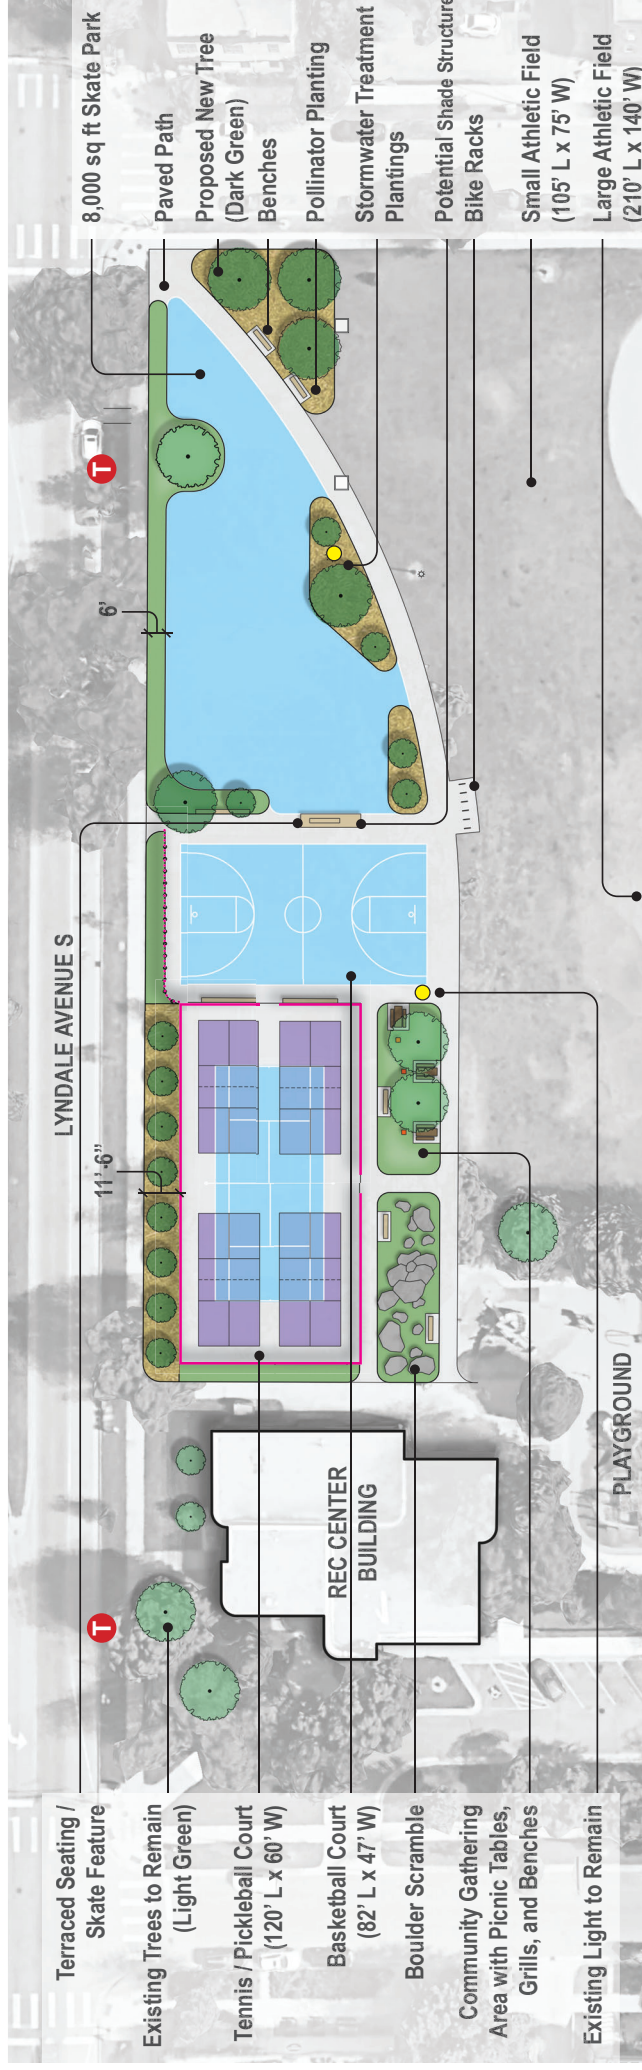 8,000 sq ft Skate Park
Paved Path
Proposed New Tree
(Dark Green)
Benches
Pollinator Planting
Stormwater Treatment
Plantings
Potential Shade Structure
Bike Racks
Small Athletic Field
(105’ L x 75’ W)
Large Athletic Field
(210’ L x 140’ W)
T
6’
LYNDALE AVENUE S
11’-6”
REC CENTER
BUILDING
PLAYGROUND
T
Terraced Seating /
Skate Feature
Existing Trees to Remain
(Light Green)
Tennis / Pickleball Court
(120’ L x 60’ W)
Basketball Court
(82’ L x 47’ W)
Boulder Scramble
Community Gathering
Area with Picnic Tables,
Grills, and Benches
Existing Light to Remain